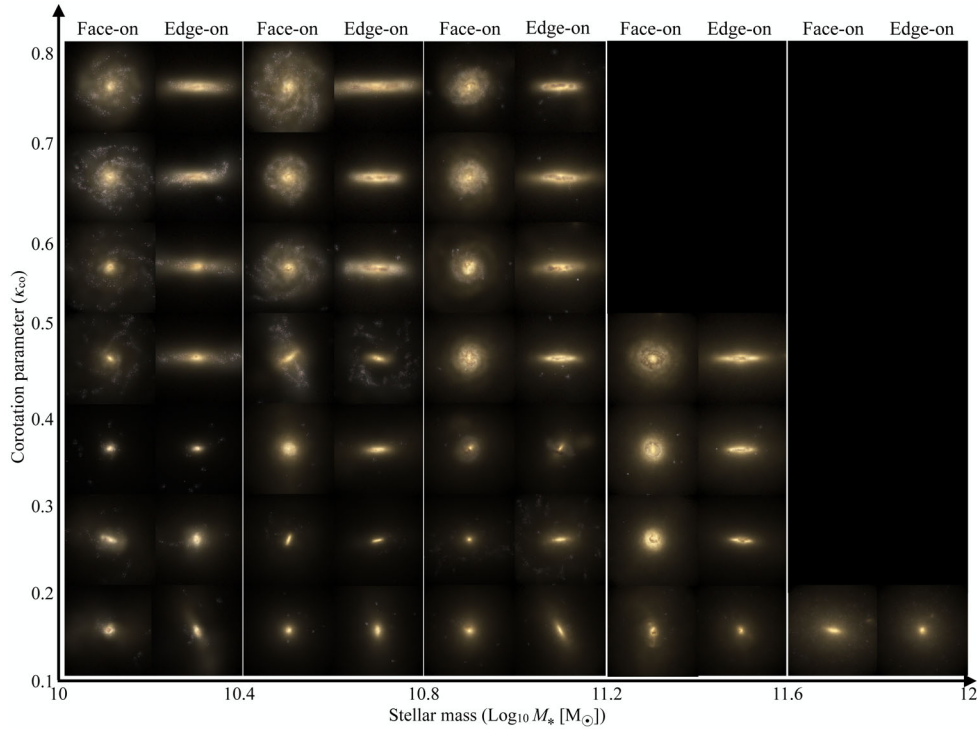 Face-on Edge-on Face-on Edge-on Face-on Edge-on Face-on Edge-on Face-on Edge-on
0.8
0.7
0.6
0.5
0.4
0.3
0.2
0.1
Corotation parameter (κco)
10 10.4 10.8 11.2 11.6 12
Stellar mass (Log10 M* [M☉])